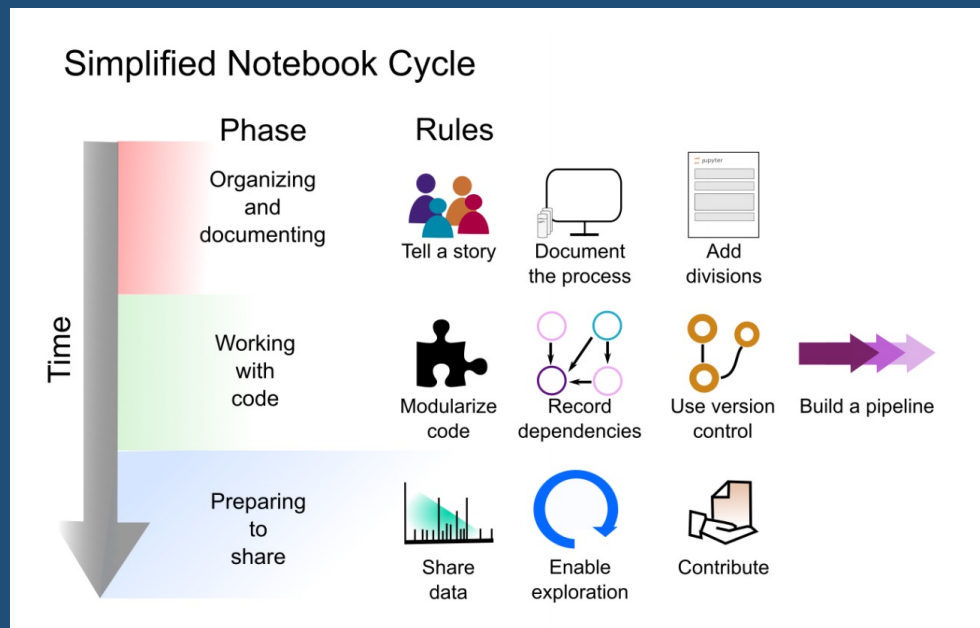 Simplified Notebook Cycle
Phase
Rules
Time
Organizing
and
documenting
jupyter
Tell a story
Document
the process
Add
divisions
Working
with
code
Modularize
code
Record
dependencies
Use version
control
Build a pipeline
Preparing
to
share
Share
data
Enable
exploration
Contribute